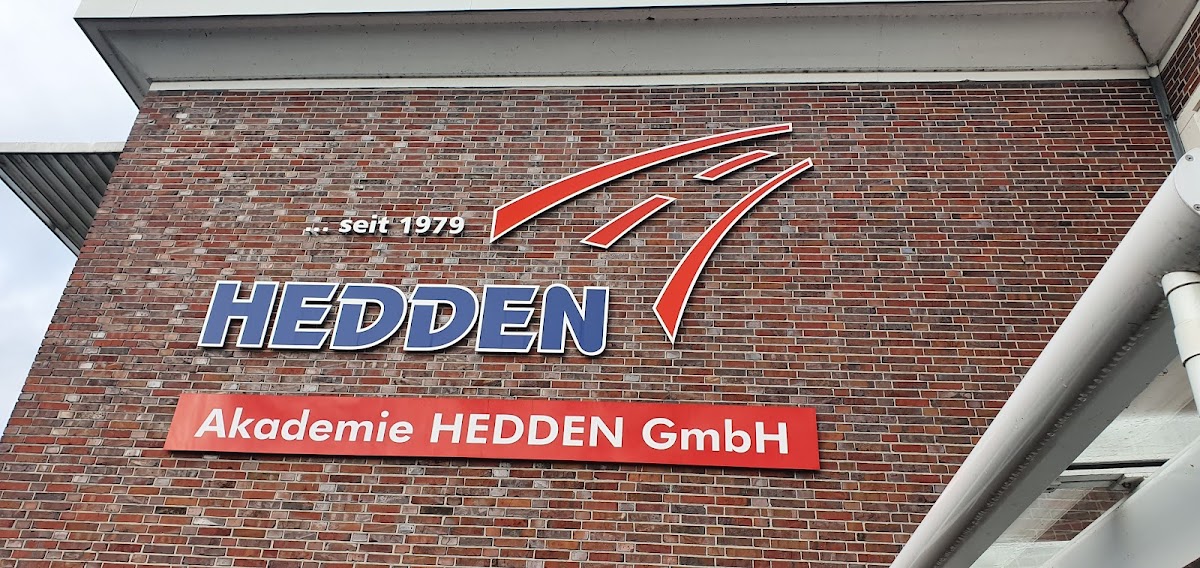 ... seit 1979
HEDDEN
Akademie HEDDEN GmbH